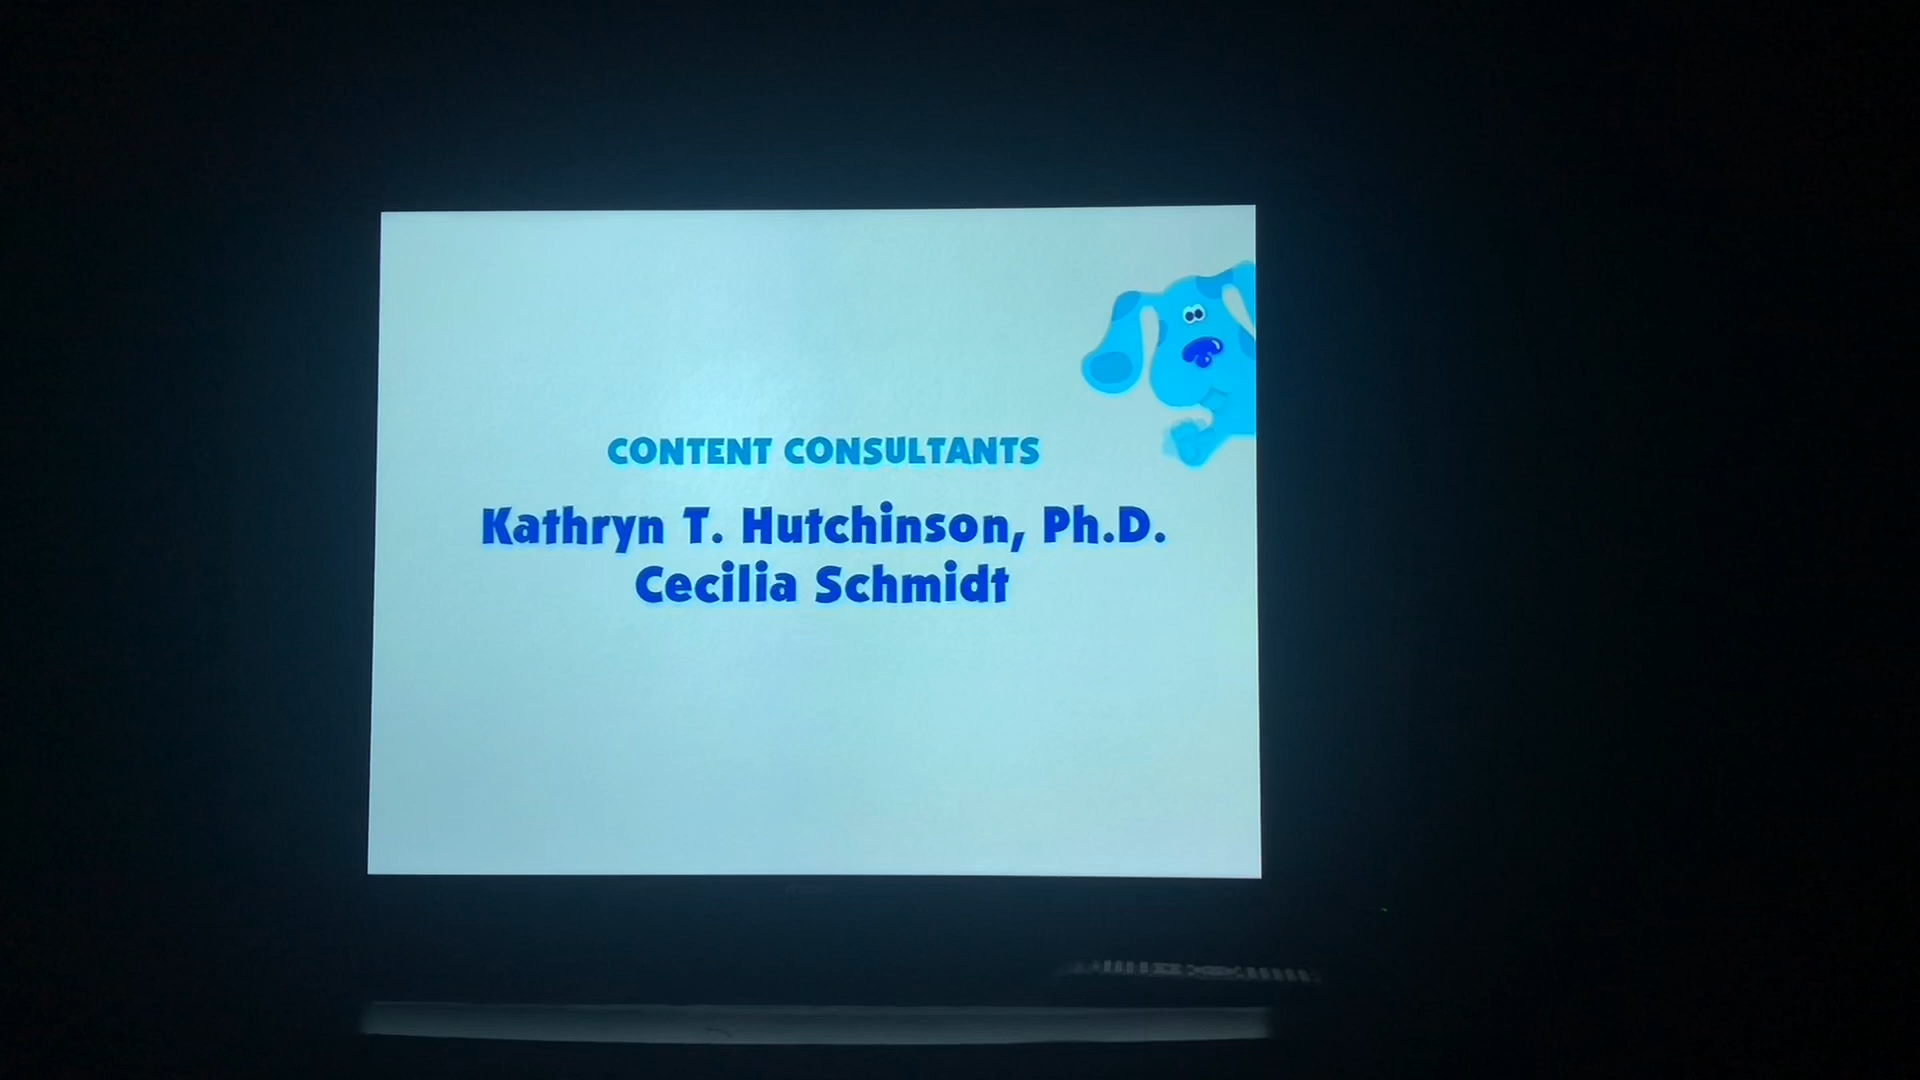 CONTENT CONSULTANTS
Kathryn T. Hutchinson, Ph.D.
Cecilia Schmidt